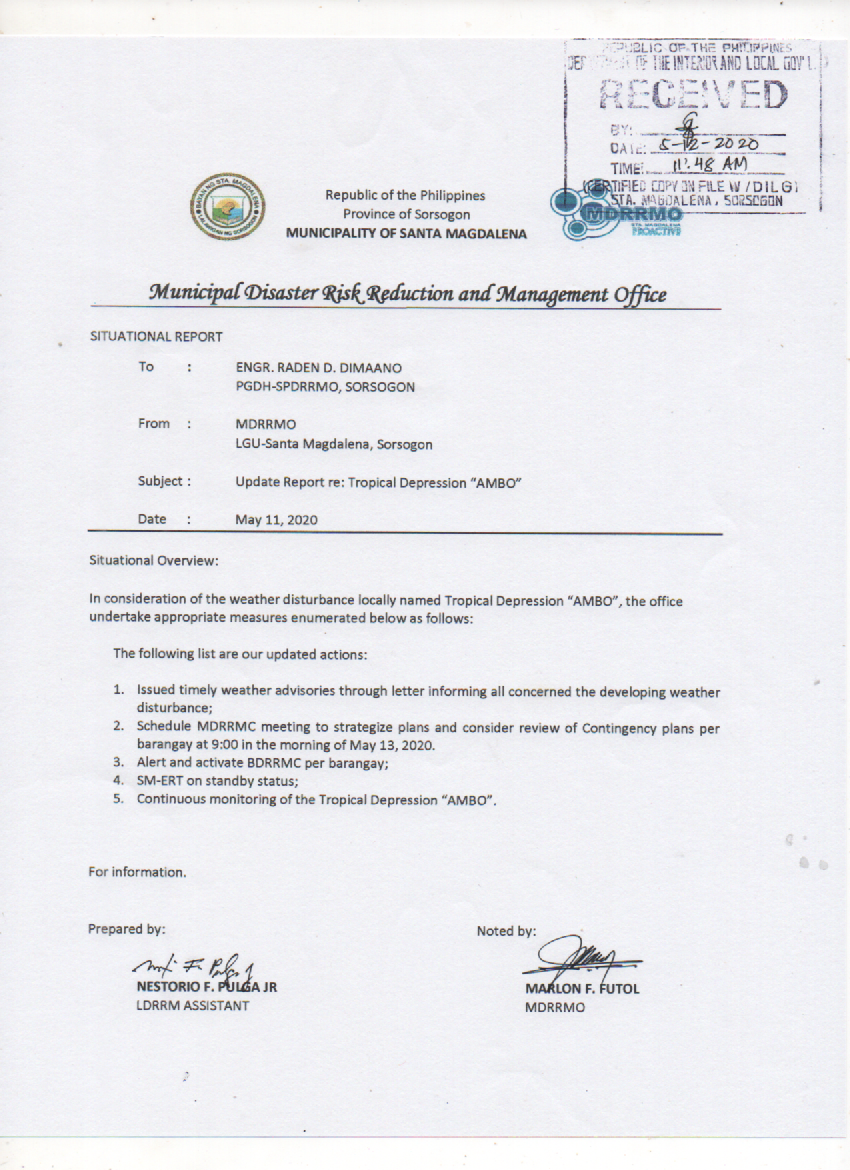 REPUBLIC OF THE PHILIPPINES
OF THE INTERIOR AND LOCAL GOV'T.
RECEIVED
BY:
DATE: 5-12-2020
TIME: 11:48 AM
(CERTIFIED COPY ON FILE W/DILG)
STA. MAGDALENA, SORSOGON
MDRRMO
STA. MAGDALENA
PROACTIVE
Republic of the Philippines
Province of Sorsogon
MUNICIPALITY OF SANTA MAGDALENA
Municipal Disaster Risk Reduction and Management Office
SITUATIONAL REPORT
To : ENGR. RADEN D. DIMAANO
PGDH-SPDRRMO, SORSOGON
From : MDRRMO
LGU-Santa Magdalena, Sorsogon
Subject : Update Report re: Tropical Depression “AMBO”
Date : May 11, 2020
Situational Overview:
In consideration of the weather disturbance locally named Tropical Depression “AMBO”, the office
undertake appropriate measures enumerated below as follows:
The following list are our updated actions:
1. Issued timely weather advisories through letter informing all concerned the developing weather
disturbance;
2. Schedule MDRRMC meeting to strategize plans and consider review of Contingency plans per
barangay at 9:00 in the morning of May 13, 2020.
3. Alert and activate BDRRMC per barangay;
4. SM-ERT on standby status;
5. Continuous monitoring of the Tropical Depression “AMBO”.
For information.
Prepared by:
Noted by:
NESTORIO F. PULGA JR
LDRRM ASSISTANT
MARLON F. FUTOL
MDRRMO